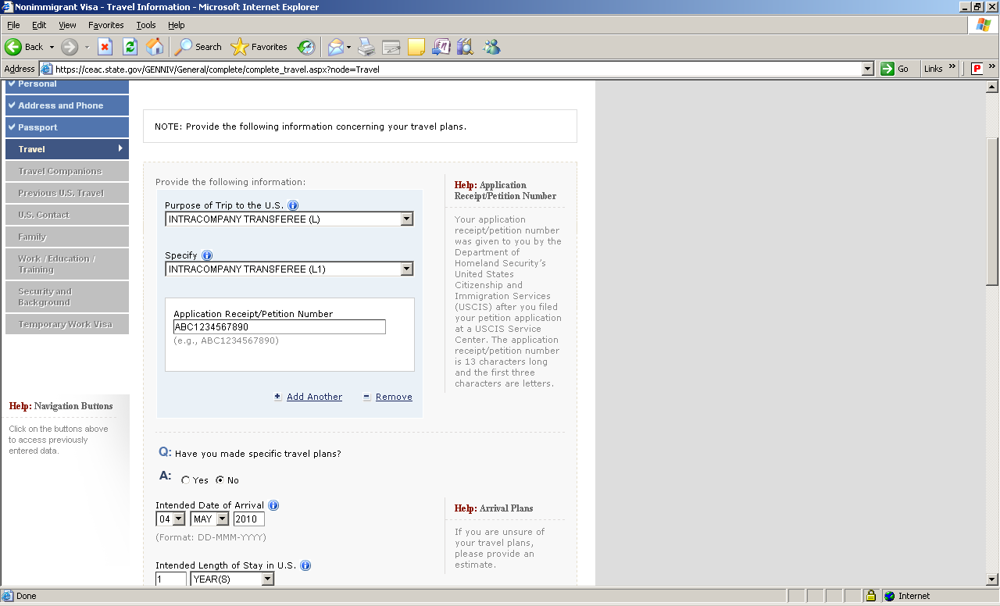 Nonimmigrant Visa - Travel Information - Microsoft Internet Explorer
File Edit View Favorites Tools Help
Back Search Favorites
Address https://ceac.state.gov/GENNIV/General/complete/complete_travel.aspx?node=Travel Go Links »
Personal
Address and Phone
Passport
Travel
Travel Companions
Previous U.S. Travel
U.S. Contact
Family
Work / Education /
Training
Security and
Background
Temporary Work Visa
Help: Navigation Buttons
Click on the buttons above
to access previously
entered data.
NOTE: Provide the following information concerning your travel plans.
Provide the following information:
Purpose of Trip to the U.S.
INTRACOMPANY TRANSFEREE (L)
Specify
INTRACOMPANY TRANSFEREE (L1)
Application Receipt/Petition Number
ABC1234567890
(e.g., ABC1234567890)
Add Another Remove
Help: Application
Receipt/Petition Number
Your application
receipt/petition number
was given to you by the
Department of
Homeland Security's
United States
Citizenship and
Immigration Services
(USCIS) after you filed
your petition application
at a USCIS Service
Center. The application
receipt/petition number
is 13 characters long
and the first three
characters are letters.
Q: Have you made specific travel plans?
A: Yes No
Intended Date of Arrival
04 MAY 2010
(Format: DD-MMM-YYYY)
Intended Length of Stay in U.S.
1 YEAR(S)
Help: Arrival Plans
If you are unsure of
your travel plans,
please provide an
estimate.
Done Internet